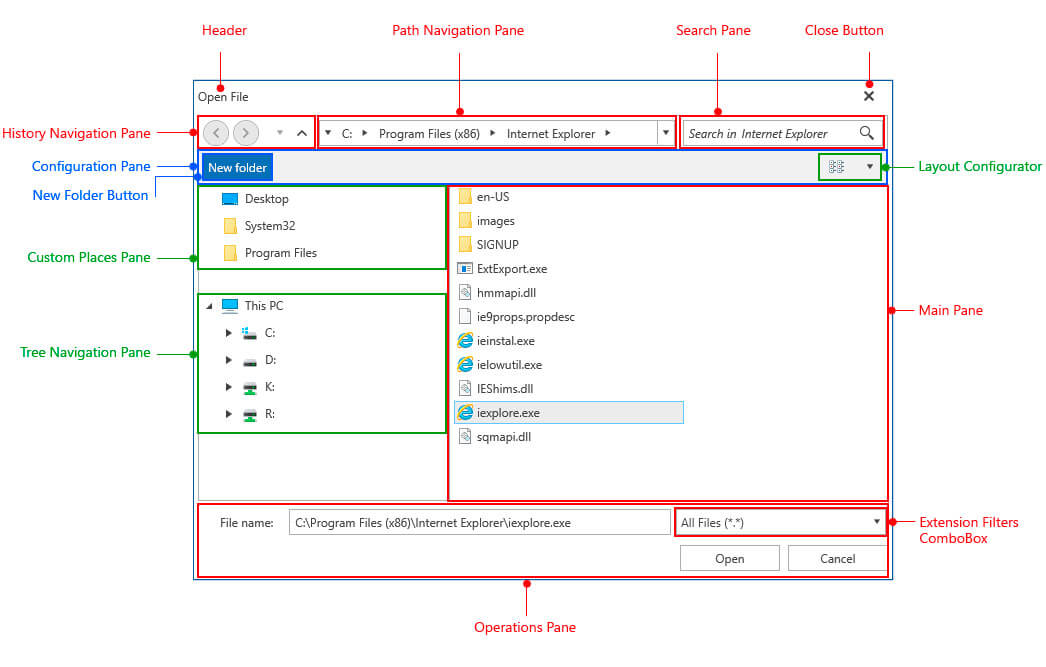 Header
Path Navigation Pane
Search Pane
Close Button
Open File
History Navigation Pane
C:
Program Files (x86)
Internet Explorer
Search in Internet Explorer
Configuration Pane
New folder
Layout Configurator
New Folder Button
Desktop
System32
Program Files
Custom Places Pane
This PC
C:
D:
K:
R:
Tree Navigation Pane
en-US
images
SIGNUP
ExtExport.exe
hmmapi.dll
ie9props.propdesc
ieinstal.exe
ielowutil.exe
IEShims.dll
iexplore.exe
sqmapi.dll
Main Pane
File name:
C:\Program Files (x86)\Internet Explorer\iexplore.exe
All Files (*.*)
Extension Filters
ComboBox
Open
Cancel
Operations Pane